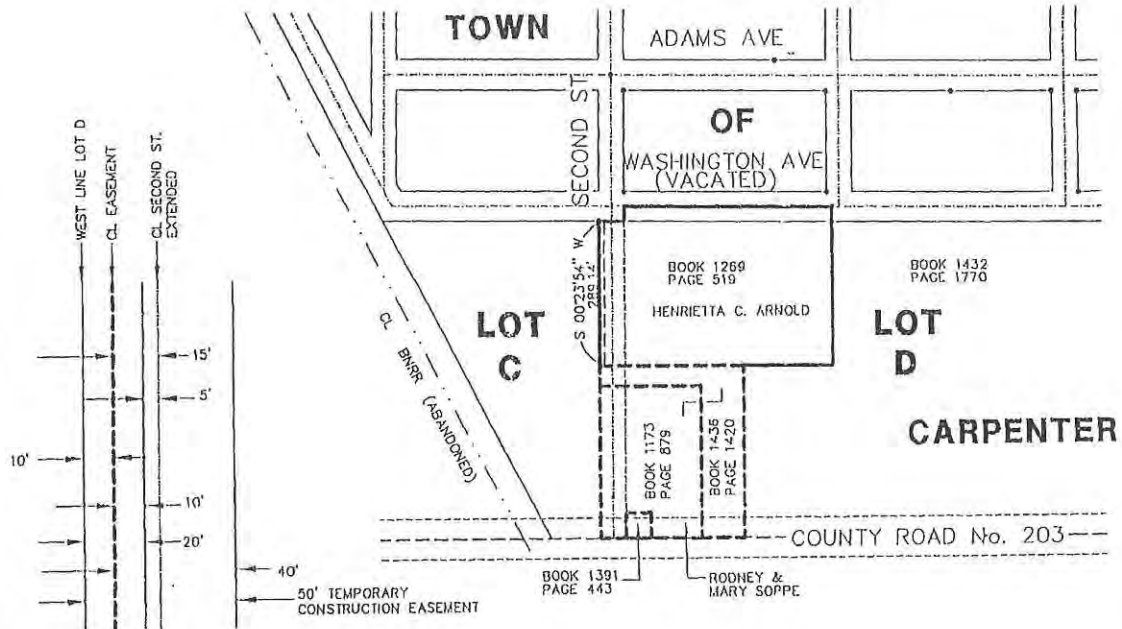 TOWN
ADAMS AVE
SECOND ST
OF
WASHINGTON AVE
(VACATED)
WEST LINE LOT D
CL EASEMENT
CL SECOND ST.
EXTENDED
S 00°23'54" W
289.14'
BOOK 1269
PAGE 519
HENRIETTA C. ARNOLD
BOOK 1432
PAGE 1770
LOT
C
LOT
D
CL BNRR (ABANDONED)
15'
5'
10'
10'
20'
40'
50' TEMPORARY
CONSTRUCTION EASEMENT
BOOK 1173
PAGE 879
BOOK 1436
PAGE 1420
CARPENTER
COUNTY ROAD No. 203
BOOK 1391
PAGE 443
RODNEY &
MARY SOPPE